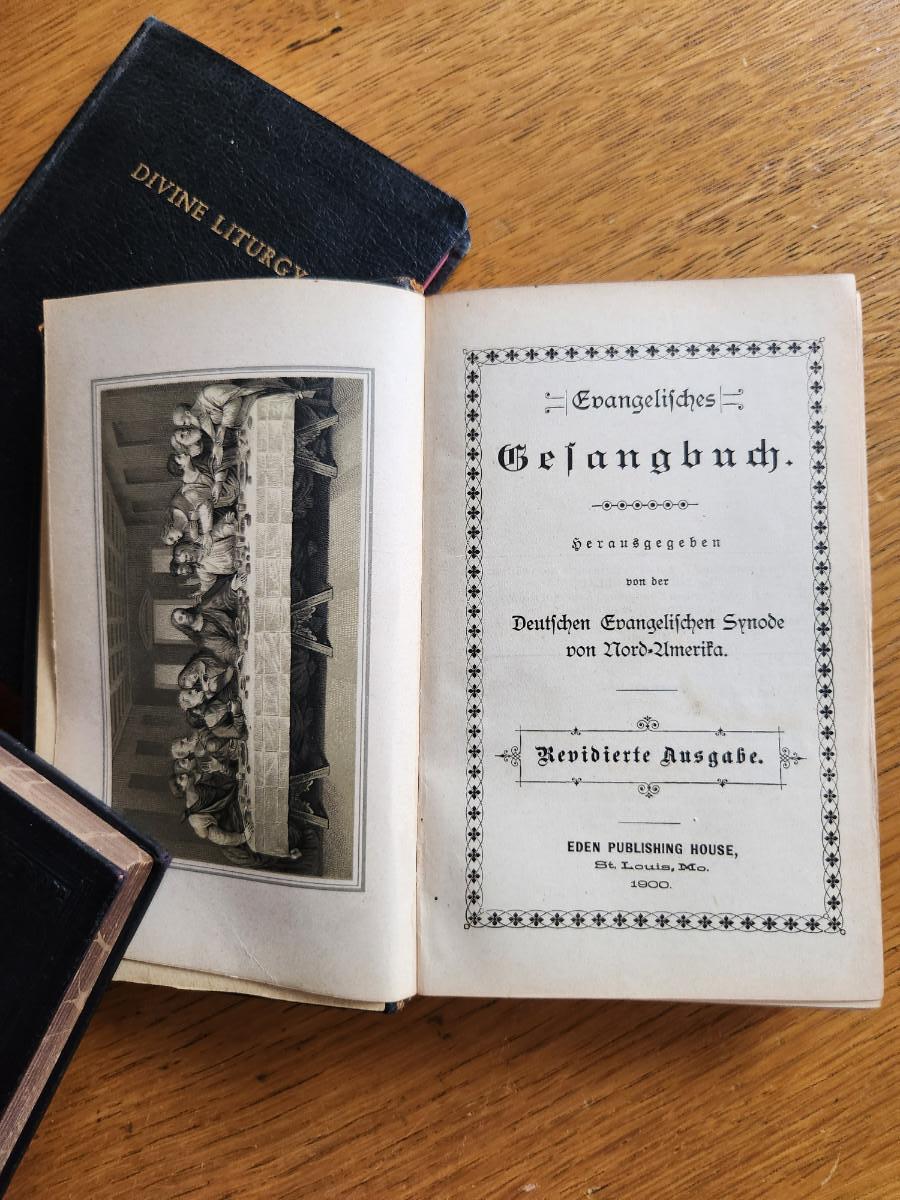 DIVINE LITURGY
Evangeliſches
Geſangbuch.
Herausgegeben
von der
Deutſchen Evangeliſchen Synode
von Nord-Amerika.
Revidierte Ausgabe.
EDEN PUBLISHING HOUSE,
St. Louis, Mo.
1900.